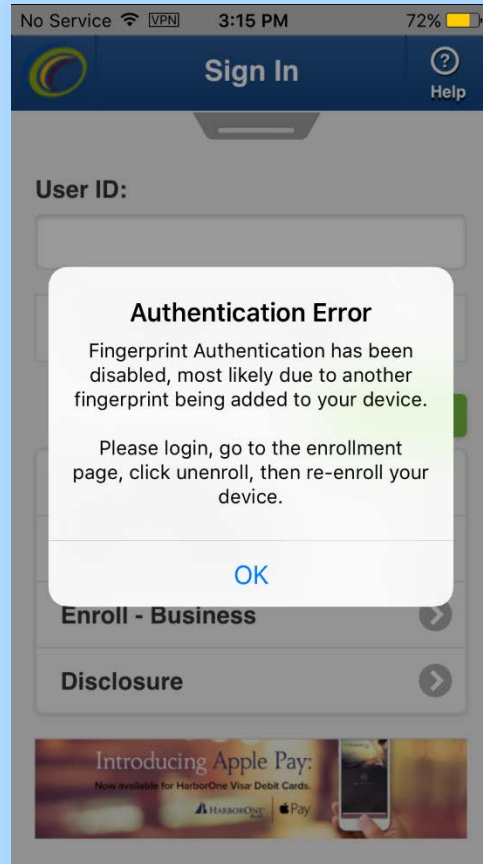 No Service VPN 3:15 PM 72%
Sign In
?
Help
User ID:
Authentication Error
Fingerprint Authentication has been
disabled, most likely due to another
fingerprint being added to your device.
Please login, go to the enrollment
page, click unenroll, then re-enroll your
device.
OK
Enroll - Business
Disclosure
Introducing Apple Pay:
Now available for HarborOne Visa® Debit Cards.
HARBORONE
Pay